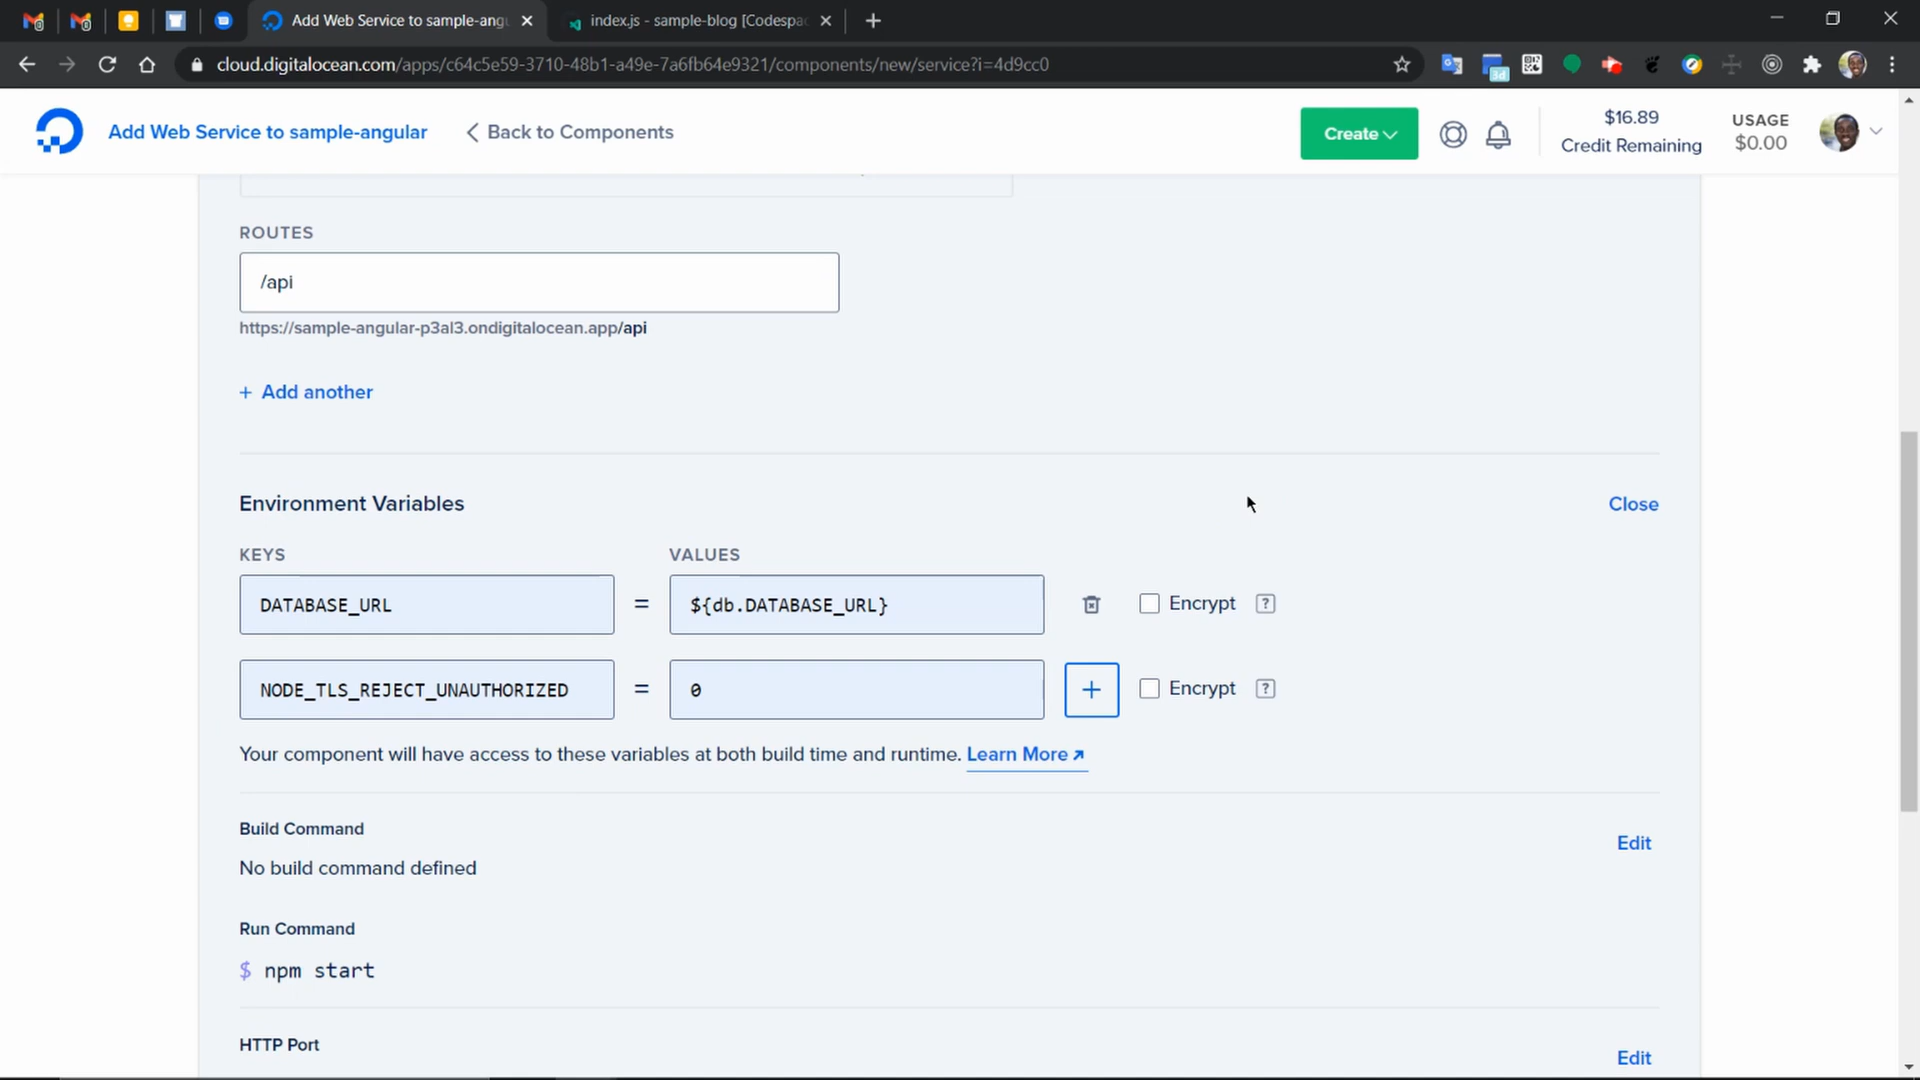 Add Web Service to sample-ang
index.js - sample-blog [Codespa
cloud.digitalocean.com/apps/c64c5e59-3710-48b1-a49e-7a6fb64e9321/components/new/service?i=4d9cc0
3d
Add Web Service to sample-angular
Back to Components
Create
$16.89
Credit Remaining
USAGE
$0.00
ROUTES
/api
https://sample-angular-p3al3.ondigitalocean.app/api
+ Add another
Environment Variables
Close
KEYS
VALUES
DATABASE_URL = ${db.DATABASE_URL} Encrypt ?
NODE_TLS_REJECT_UNAUTHORIZED = 0 + Encrypt ?
Your component will have access to these variables at both build time and runtime. Learn More
Build Command
Edit
No build command defined
Run Command
$ npm start
HTTP Port
Edit